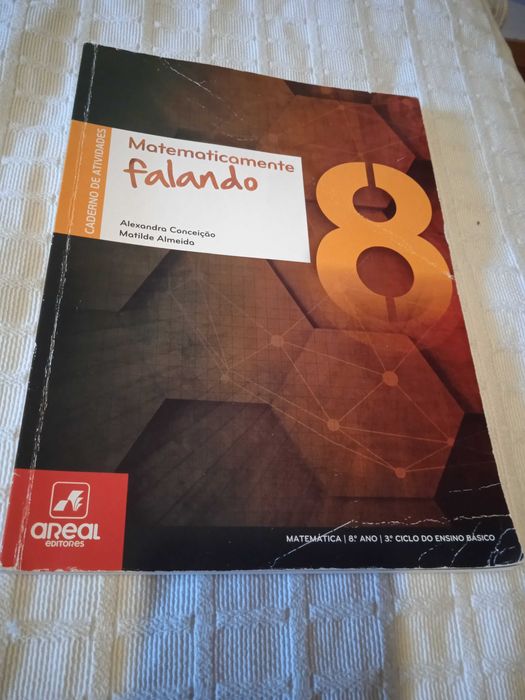 CADERNO DE ATIVIDADES
Matematicamente
falando
8
Alexandra Conceição
Matilde Almeida
AREAL
EDITORES
MATEMÁTICA | 8.º ANO | 3.º CICLO DO ENSINO BÁSICO